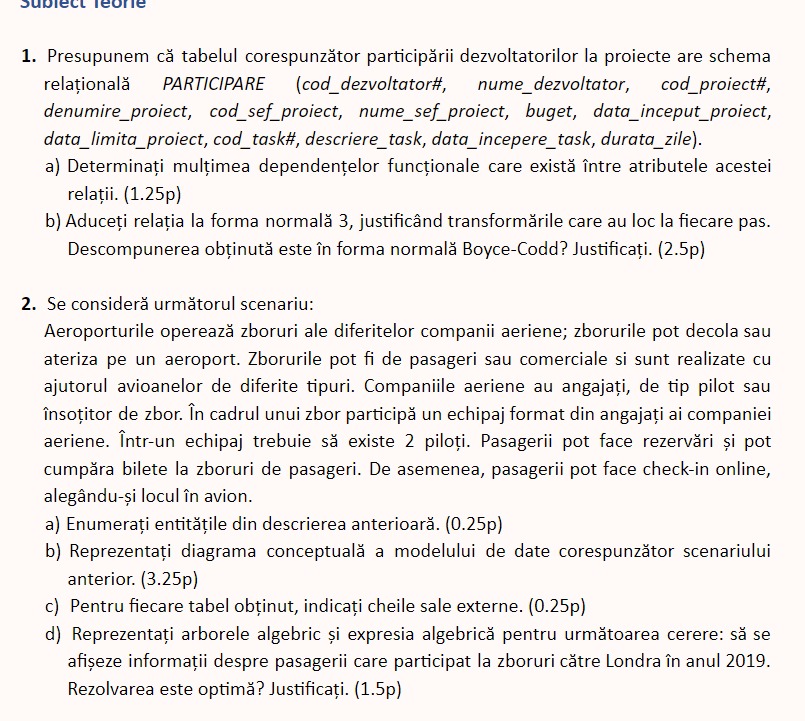 Subiect Teorie
1. Presupunem că tabelul corespunzător participării dezvoltatorilor la proiecte are schema
relațională PARTICIPARE (cod_dezvoltator#, nume_dezvoltator, cod_proiect#,
denumire_proiect, cod_sef_proiect, nume_sef_proiect, buget, data_inceput_proiect,
data_limita_proiect, cod_task#, descriere_task, data_incepere_task, durata_zile).
a) Determinați mulțimea dependențelor funcționale care există între atributele acestei
relații. (1.25p)
b) Aduceți relația la forma normală 3, justificând transformările care au loc la fiecare pas.
Descompunerea obținută este în forma normală Boyce-Codd? Justificați. (2.5p)
2. Se consideră următorul scenariu:
Aeroporturile operează zboruri ale diferitelor companii aeriene; zborurile pot decola sau
ateriza pe un aeroport. Zborurile pot fi de pasageri sau comerciale si sunt realizate cu
ajutorul avioanelor de diferite tipuri. Companiile aeriene au angajați, de tip pilot sau
însoțitor de zbor. În cadrul unui zbor participă un echipaj format din angajați ai companiei
aeriene. Într-un echipaj trebuie să existe 2 piloți. Pasagerii pot face rezervări și pot
cumpăra bilete la zboruri de pasageri. De asemenea, pasagerii pot face check-in online,
alegându-și locul în avion.
a) Enumerați entitățile din descrierea anterioară. (0.25p)
b) Reprezentați diagrama conceptuală a modelului de date corespunzător scenariului
anterior. (3.25p)
c) Pentru fiecare tabel obținut, indicați cheile sale externe. (0.25p)
d) Reprezentați arborele algebric și expresia algebrică pentru următoarea cerere: să se
afișeze informații despre pasagerii care participat la zboruri către Londra în anul 2019.
Rezolvarea este optimă? Justificați. (1.5p)